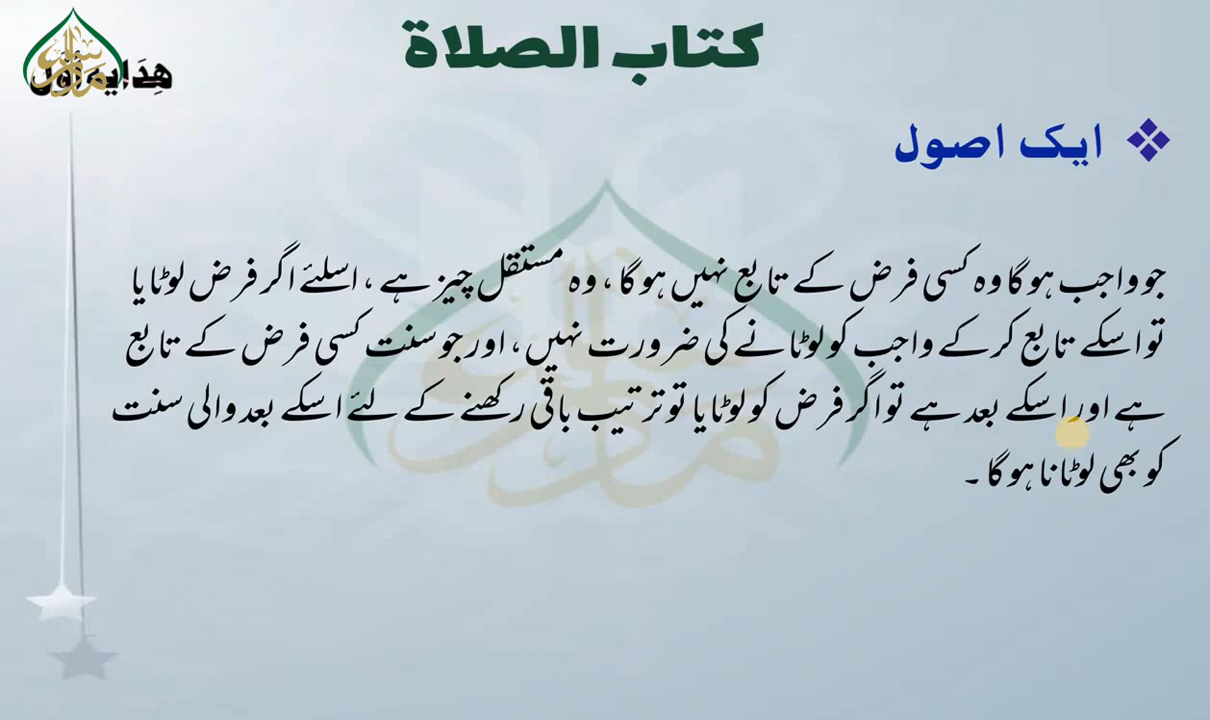 كتاب الصلاة
هِدَايه اَوَل
ایک اصول
جو واجب ہوگا وہ کسی فرض کے تابع نہیں ہوگا، وہ مستقل چیز ہے، اسلئے اگر فرض لوٹایا
تو اسکے تابع کرکے واجب کو لوٹانے کی ضرورت نہیں، اور جو سنت کسی فرض کے تابع
ہے اور اسکے بعد ہے تو اگر فرض کو لوٹایا تو ترتیب باقی رکھنے کے لئے اسکے بعد والی سنت
کو بھی لوٹانا ہوگا۔